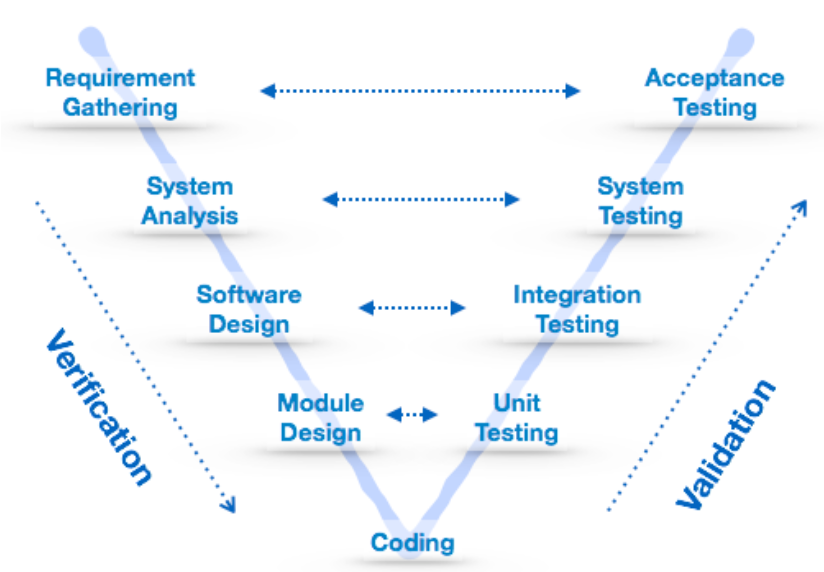 Requirement
Gathering
Acceptance
Testing
System
Analysis
System
Testing
Software
Design
Integration
Testing
Verification
Module
Design
Unit
Testing
Validation
Coding